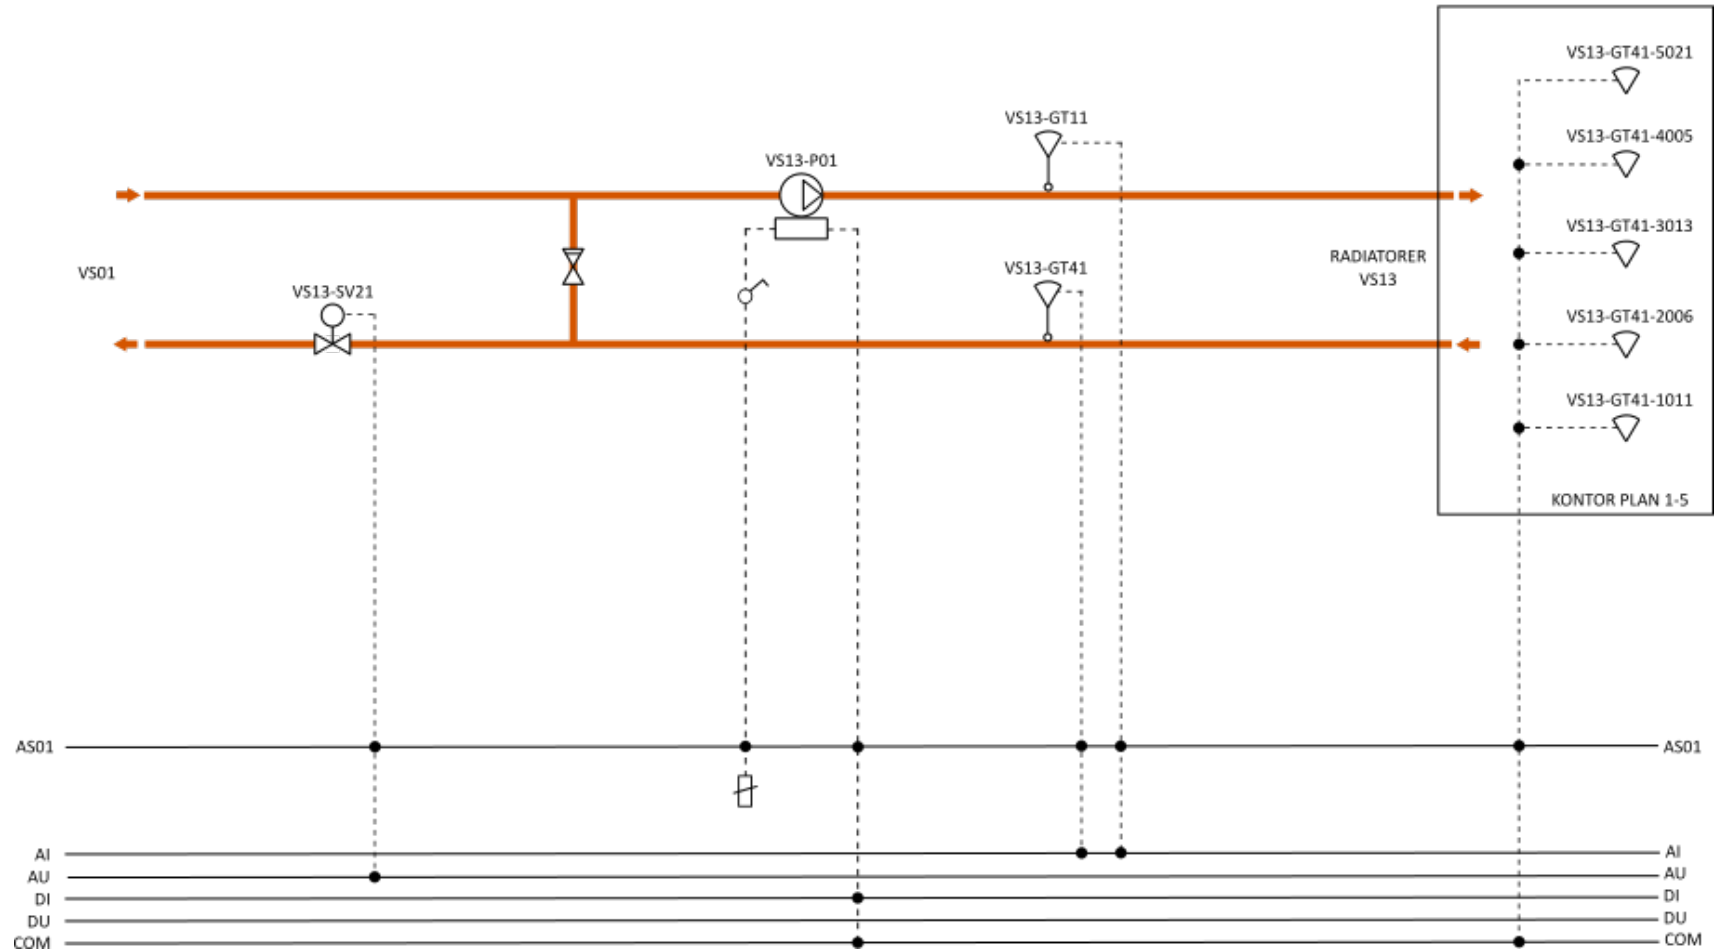 VS13-GT41-5021
VS13-GT11
VS13-GT41-4005
VS13-P01
VS13-GT41-3013
RADIATORER
VS13
VS01
VS13-GT41
VS13-SV21
VS13-GT41-2006
VS13-GT41-1011
KONTOR PLAN 1-5
AS01
AS01
AI
AI
AU
AU
DI
DI
DU
DU
COM
COM